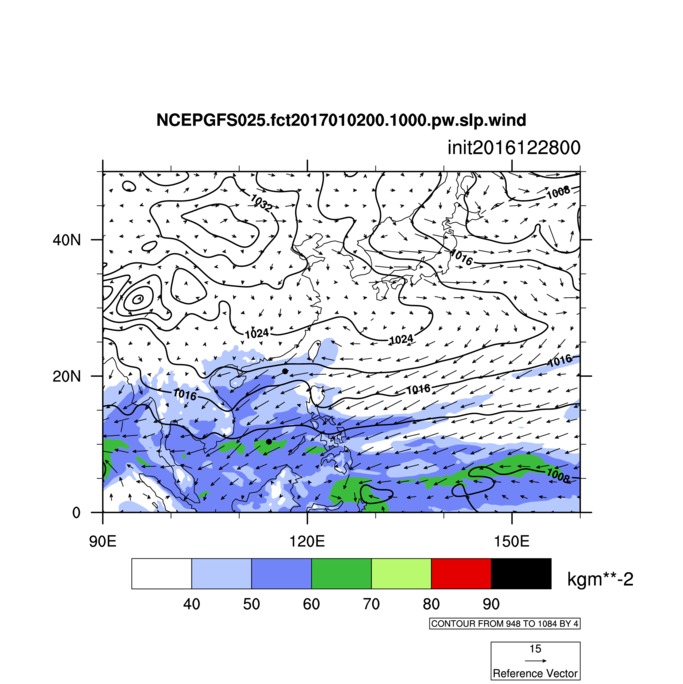 NCEPGFS025.fct2017010200.1000.pw.slp.wind
init2016122800
1032
1008
40N
1016
1024
1024
1016
20N
1016
1016
1008
0
90E 120E 150E
kgm**-2
40 50 60 70 80 90
CONTOUR FROM 948 TO 1084 BY 4
15
Reference Vector